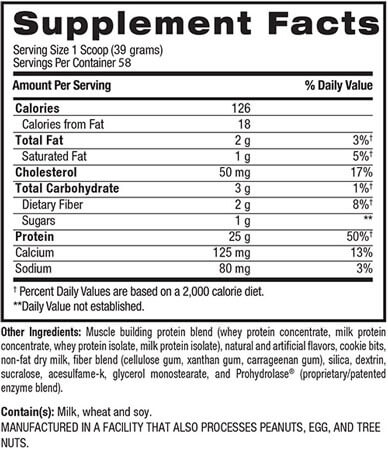 Supplement Facts
Serving Size 1 Scoop (39 grams)
Servings Per Container 58
Amount Per Serving % Daily Value
Calories 126
Calories from Fat 18
Total Fat 2 g 3%†
Saturated Fat 1 g 5%†
Cholesterol 50 mg 17%
Total Carbohydrate 3 g 1%†
Dietary Fiber 2 g 8%†
Sugars 1 g **
Protein 25 g 50%†
Calcium 125 mg 13%
Sodium 80 mg 3%
† Percent Daily Values are based on a 2,000 calorie diet.
**Daily Value not established.
Other Ingredients: Muscle building protein blend (whey protein concentrate, milk protein
concentrate, whey protein isolate, milk protein isolate), natural and artificial flavors, cookie bits,
non-fat dry milk, fiber blend (cellulose gum, xanthan gum, carrageenan gum), silica, dextrin,
sucralose, acesulfame-k, glycerol monostearate, and Prohydrolase® (proprietary/patented
enzyme blend).
Contain(s): Milk, wheat and soy.
MANUFACTURED IN A FACILITY THAT ALSO PROCESSES PEANUTS, EGG, AND TREE
NUTS.